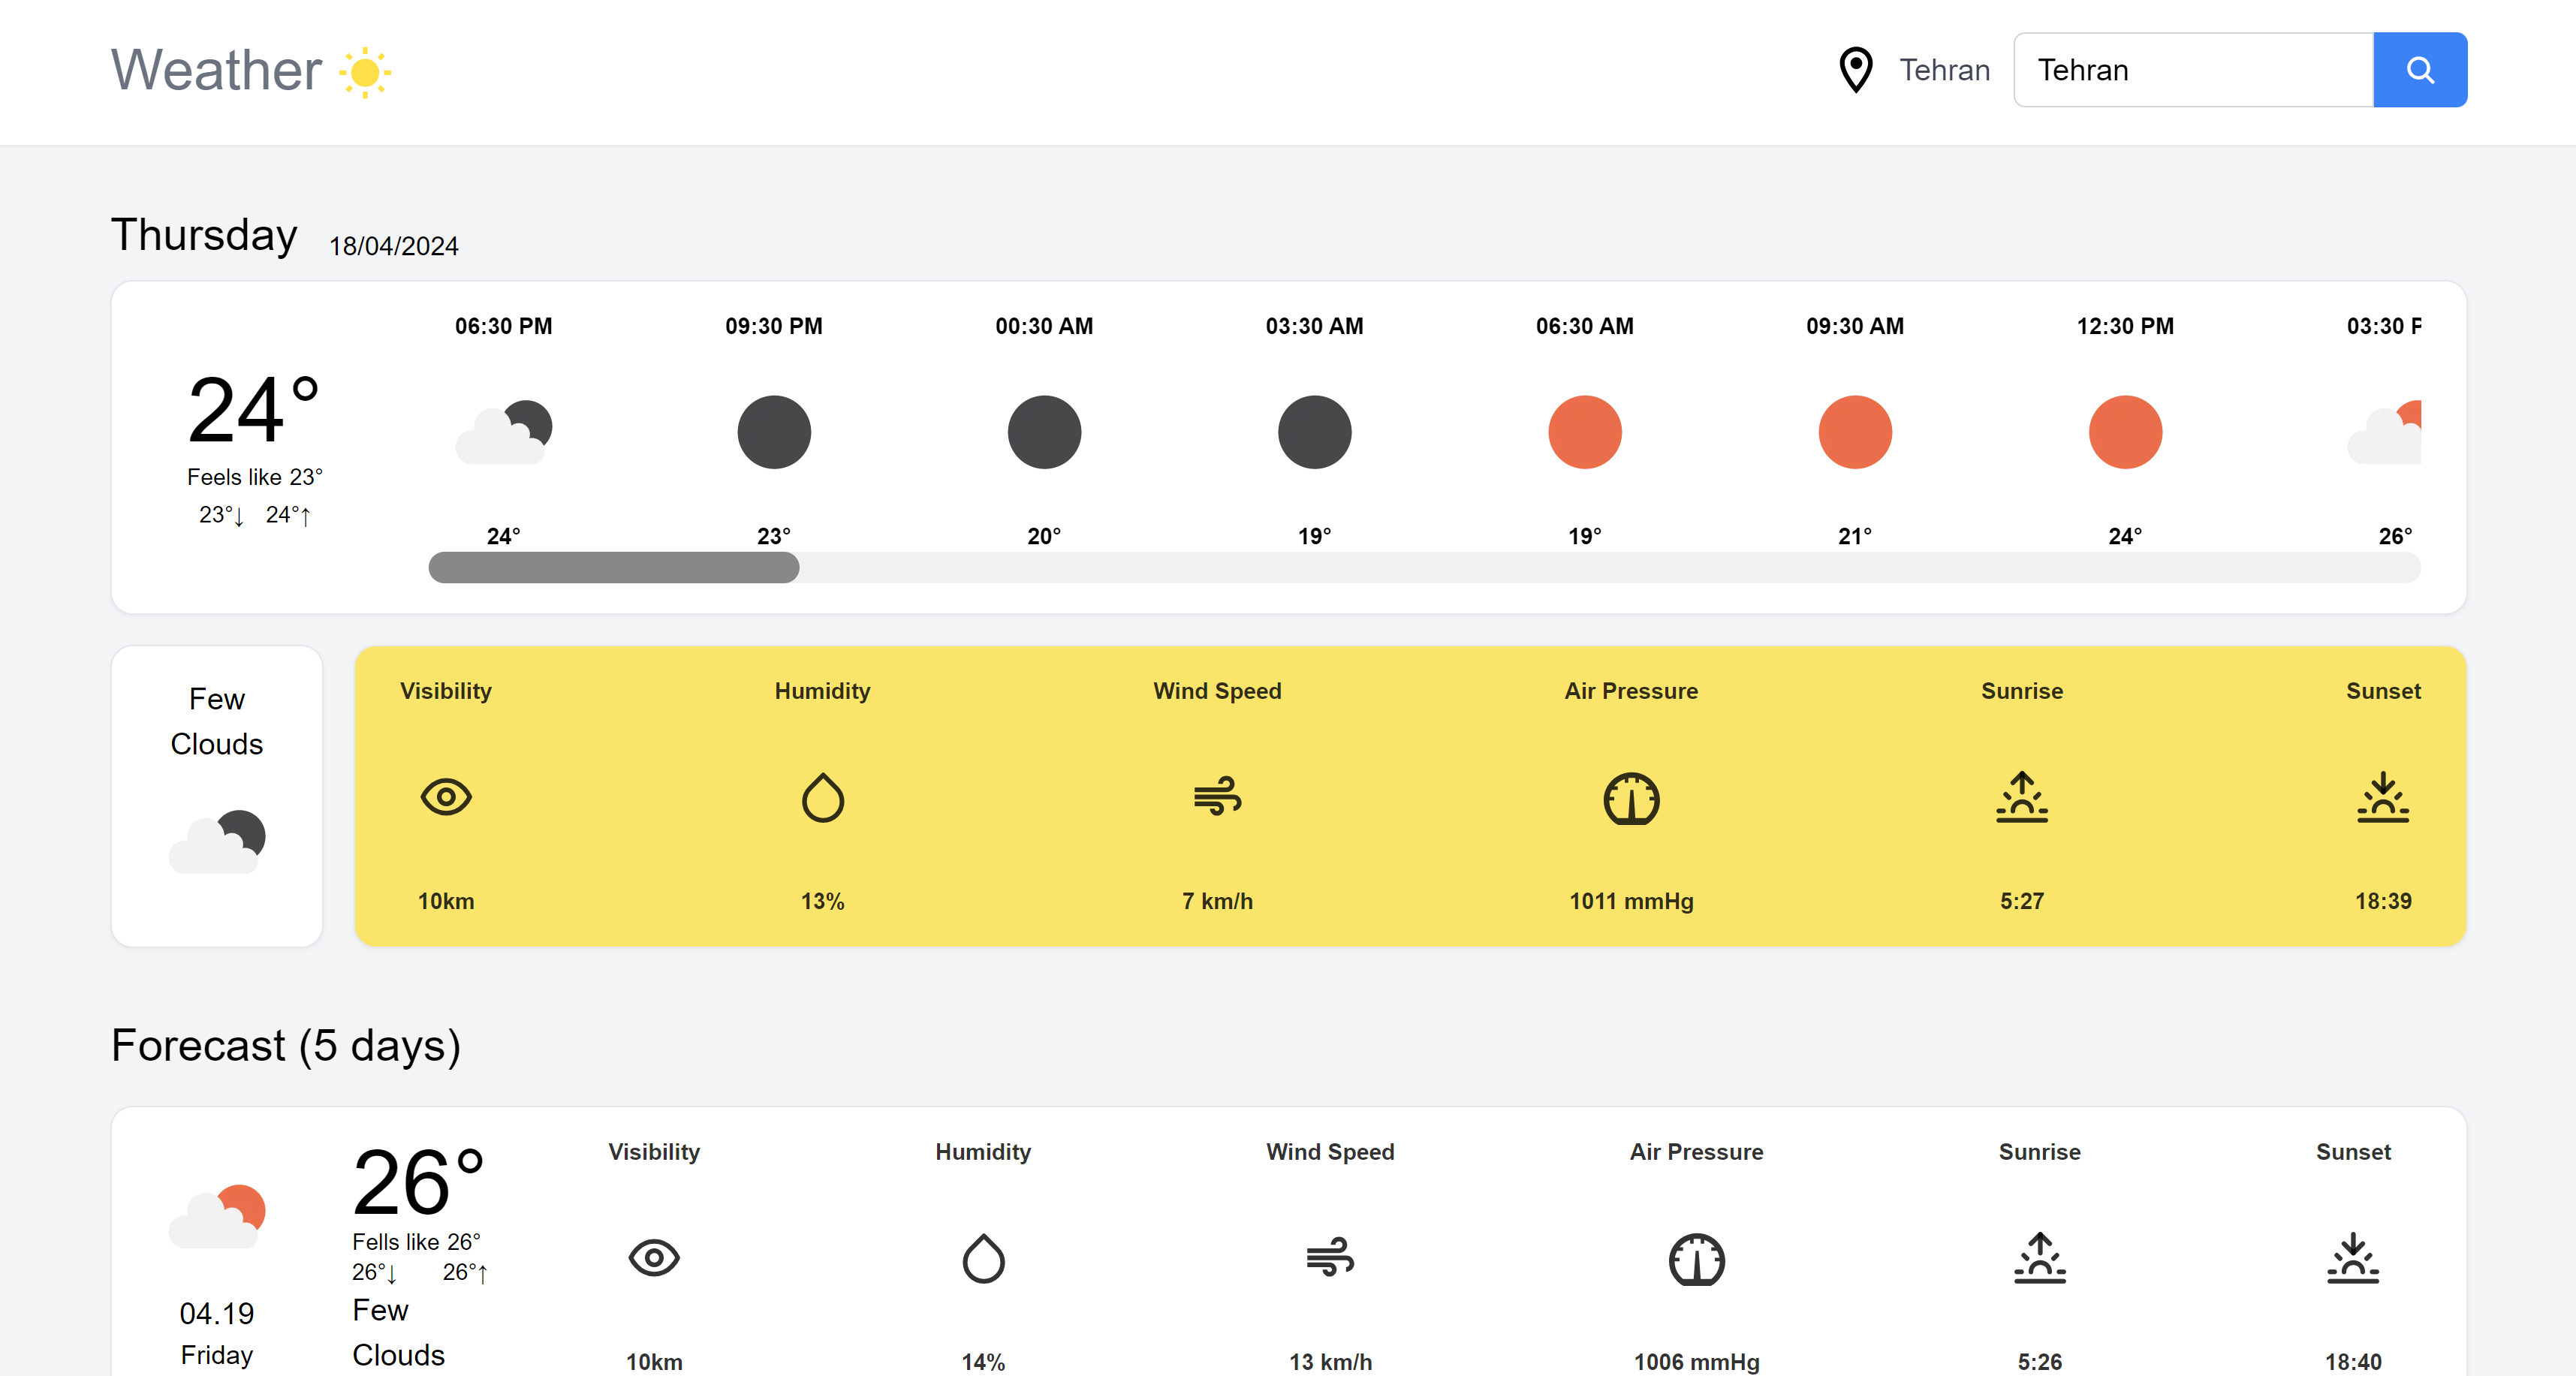 Weather
Tehran
Tehran
Thursday 18/04/2024
06:30 PM 09:30 PM 00:30 AM 03:30 AM 06:30 AM 09:30 AM 12:30 PM 03:30
24°
Feels like 23°
23°↓ 24°↑
24° 23° 20° 19° 19° 21° 24° 26°
Few
Clouds
Visibility Humidity Wind Speed Air Pressure Sunrise Sunset
10km 13% 7 km/h 1011 mmHg 5:27 18:39
Forecast (5 days)
26°
Fells like 26°
26°↓ 26°↑
Few
Clouds
04.19
Friday
Visibility Humidity Wind Speed Air Pressure Sunrise Sunset
10km 14% 13 km/h 1006 mmHg 5:26 18:40